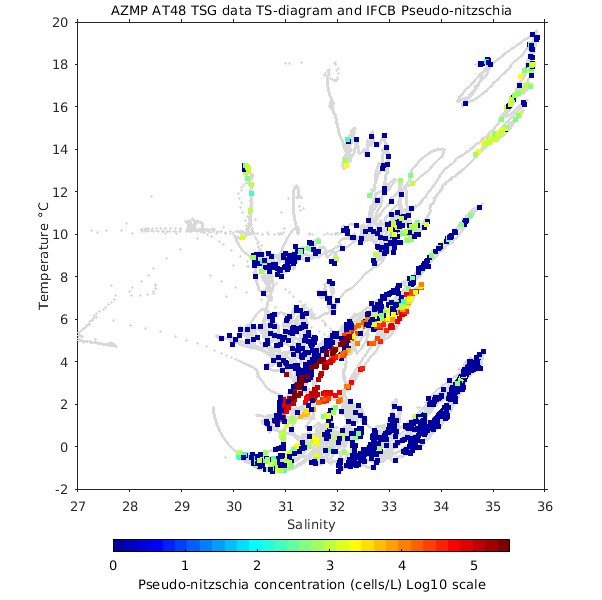 AZMP AT48 TSG data TS-diagram and IFCB Pseudo-nitzschia
20
18
16
14
12
10
8
6
4
2
0
-2
Temperature °C
27 28 29 30 31 32 33 34 35 36
Salinity
0 1 2 3 4 5
Pseudo-nitzschia concentration (cells/L) Log10 scale